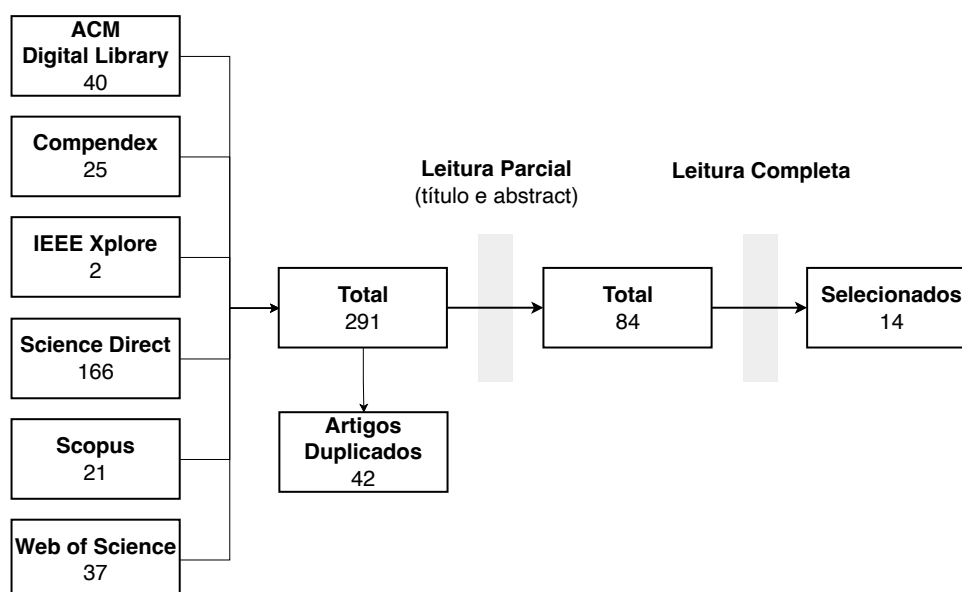 ACM
Digital Library
40
Compendex
25
IEEE Xplore
2
Science Direct
166
Scopus
21
Web of Science
37
Total
291
Artigos
Duplicados
42
Leitura Parcial
(título e abstract)
Total
84
Leitura Completa
Selecionados
14